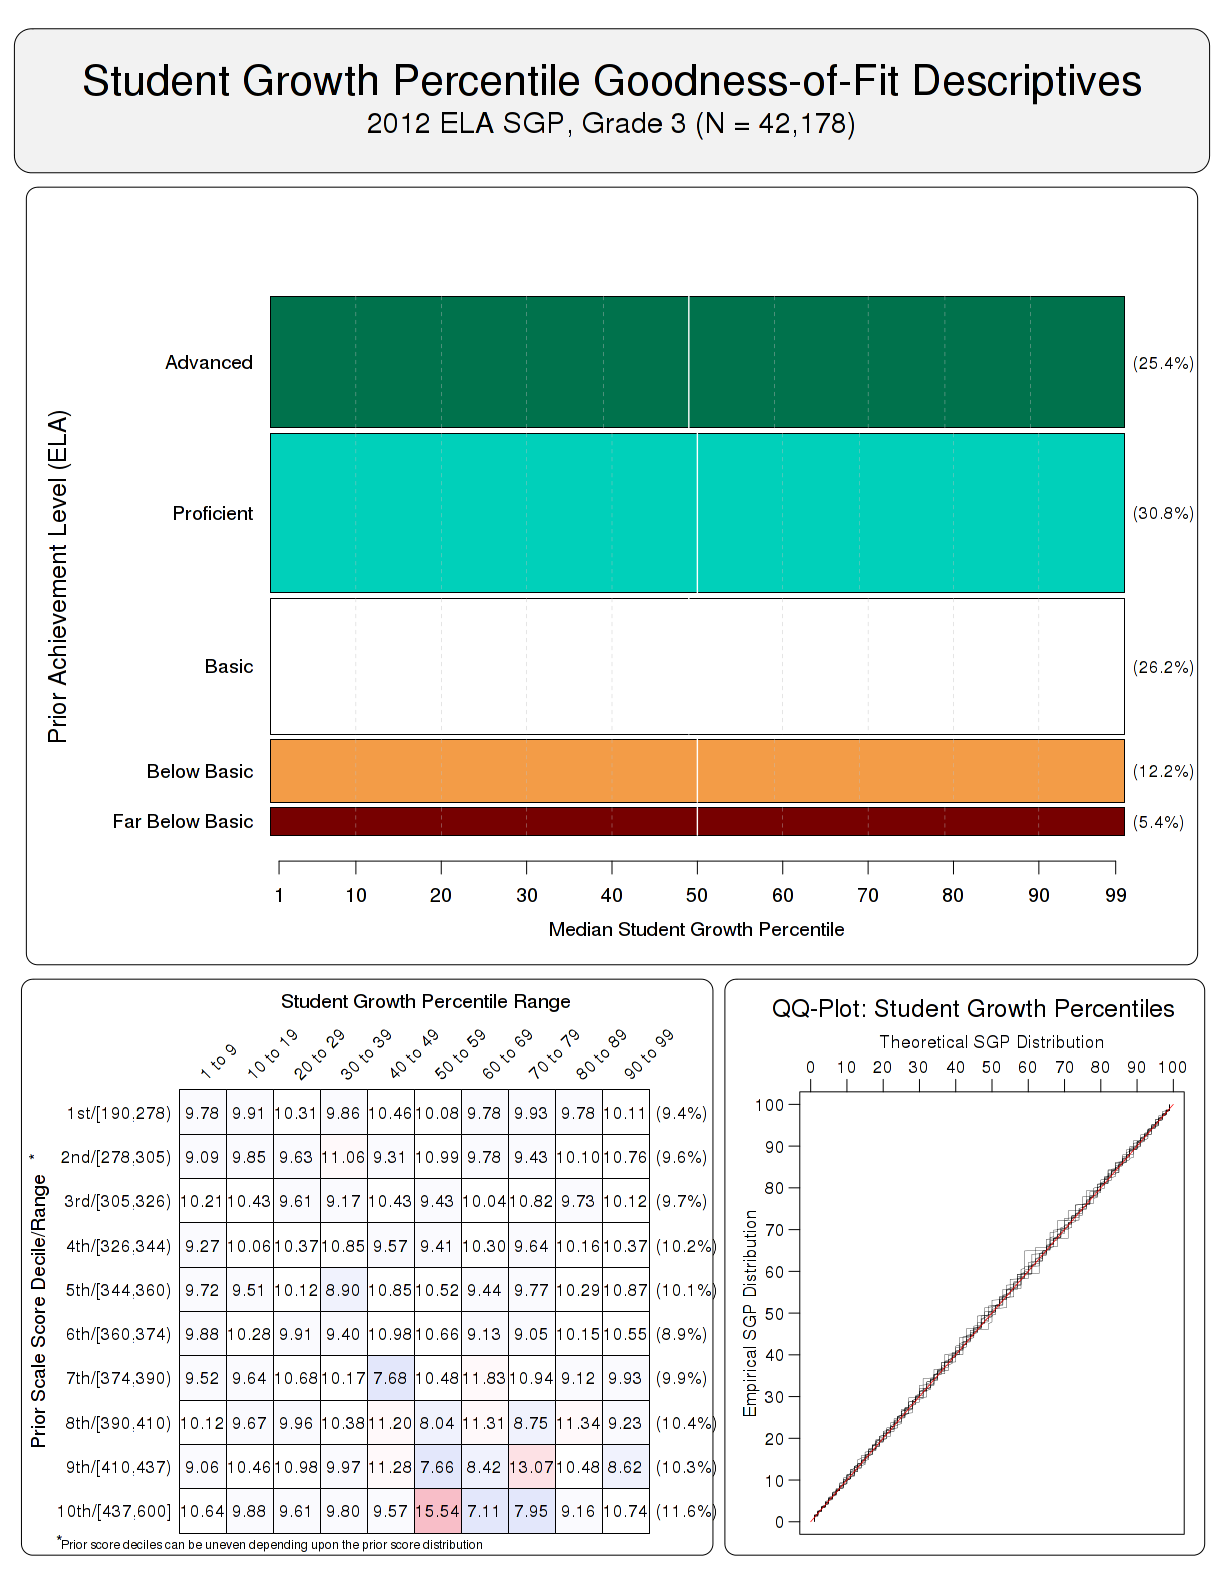 Student Growth Percentile Goodness-of-Fit Descriptives
2012 ELA SGP, Grade 3 (N = 42,178)
Prior Achievement Level (ELA)
Advanced (25.4%)
Proficient (30.8%)
Basic (26.2%)
Below Basic (12.2%)
Far Below Basic (5.4%)
1 10 20 30 40 50 60 70 80 90 99
Median Student Growth Percentile
Student Growth Percentile Range
1 to 9 10 to 19 20 to 29 30 to 39 40 to 49 50 to 59 60 to 69 70 to 79 80 to 89 90 to 99
Prior Scale Score Decile/Range *
1st/[190,278) 9.78 9.91 10.31 9.86 10.46 10.08 9.78 9.93 9.78 10.11 (9.4%)
2nd/[278,305) 9.09 9.85 9.63 11.06 9.31 10.99 9.78 9.43 10.10 10.76 (9.6%)
3rd/[305,326) 10.21 10.43 9.61 9.17 10.43 9.43 10.04 10.82 9.73 10.12 (9.7%)
4th/[326,344) 9.27 10.06 10.37 10.85 9.57 9.41 10.30 9.64 10.16 10.37 (10.2%)
5th/[344,360) 9.72 9.51 10.12 8.90 10.85 10.52 9.44 9.77 10.29 10.87 (10.1%)
6th/[360,374) 9.88 10.28 9.91 9.40 10.98 10.66 9.13 9.05 10.15 10.55 (8.9%)
7th/[374,390) 9.52 9.64 10.68 10.17 7.68 10.48 11.83 10.94 9.12 9.93 (9.9%)
8th/[390,410) 10.12 9.67 9.96 10.38 11.20 8.04 11.31 8.75 11.34 9.23 (10.4%)
9th/[410,437) 9.06 10.46 10.98 9.97 11.28 7.66 8.42 13.07 10.48 8.62 (10.3%)
10th/[437,600] 10.64 9.88 9.61 9.80 9.57 15.54 7.11 7.95 9.16 10.74 (11.6%)
*Prior score deciles can be uneven depending upon the prior score distribution
QQ-Plot: Student Growth Percentiles
Theoretical SGP Distribution
0 10 20 30 40 50 60 70 80 90 100
Empirical SGP Distribution
100
90
80
70
60
50
40
30
20
10
0